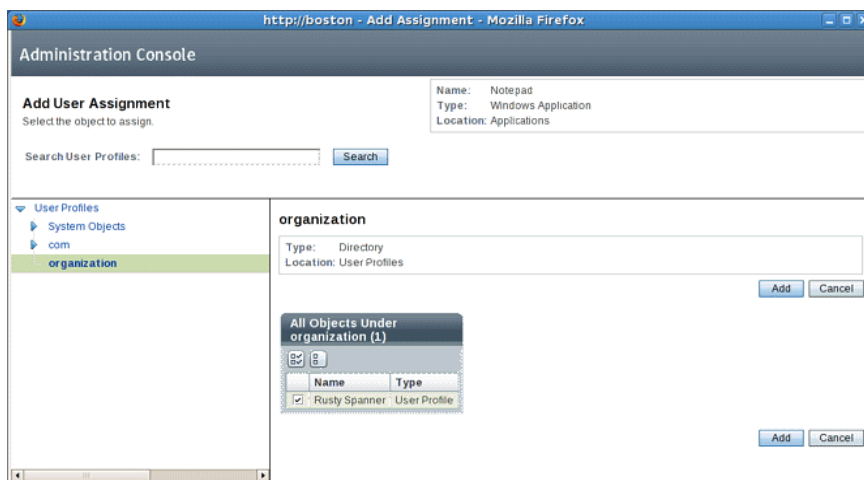 http://boston - Add Assignment - Mozilla Firefox
Administration Console
Add User Assignment
Select the object to assign.
Name: Notepad
Type: Windows Application
Location: Applications
Search User Profiles: Search
User Profiles
System Objects
com
organization
organization
Type: Directory
Location: User Profiles
Add Cancel
All Objects Under
organization (1)
Name Type
Rusty Spanner User Profile
Add Cancel